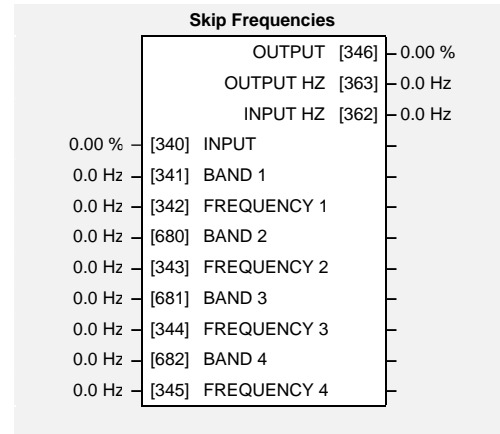 Skip Frequencies
OUTPUT [346] – 0.00 %
OUTPUT HZ [363] – 0.0 Hz
INPUT HZ [362] – 0.0 Hz
0.00 % – [340] INPUT –
0.0 Hz – [341] BAND 1 –
0.0 Hz – [342] FREQUENCY 1 –
0.0 Hz – [680] BAND 2 –
0.0 Hz – [343] FREQUENCY 2 –
0.0 Hz – [681] BAND 3 –
0.0 Hz – [344] FREQUENCY 3 –
0.0 Hz – [682] BAND 4 –
0.0 Hz – [345] FREQUENCY 4 –